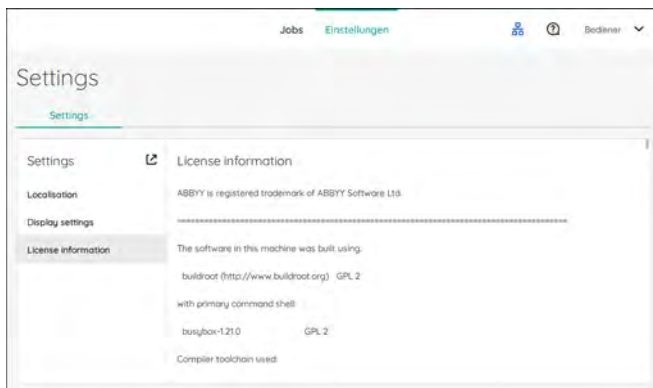 Jobs Einstellungen Bediener
Settings
Settings
Settings
Localisation
Display settings
License information
License information
ABBYY is registered trademark of ABBYY Software Ltd.
The software in this machine was built using:
buildroot (http://www.buildroot.org) GPL 2
with primary command shell:
busybox-1.21.0 GPL 2
Compiler toolchain used: